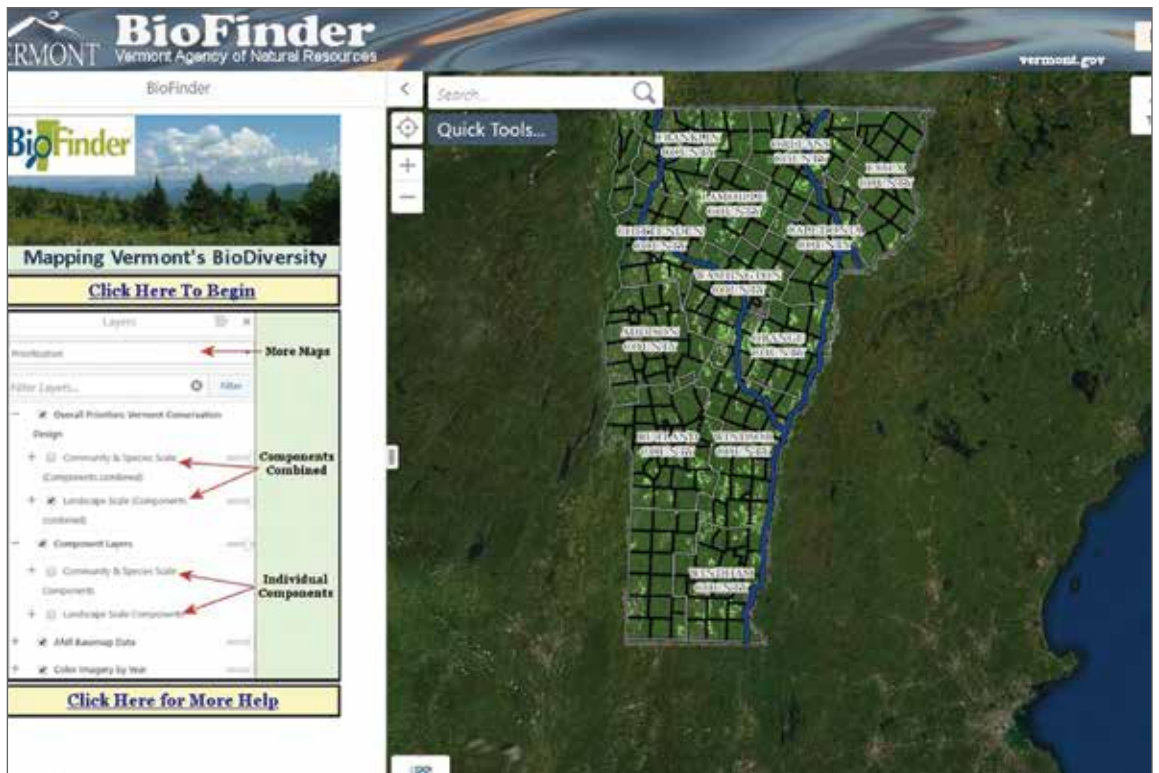 BioFinder
VERMONT
Vermont Agency of Natural Resources
vermont.gov
BioFinder
BioFinder
Mapping Vermont's BioDiversity
Click Here To Begin
Layers
Prioritization
More Maps
Filter Layers...
Filter
Overall Priorities: Vermont Conservation
Design
Community & Species Scale
(Components combined)
Components
Combined
Landscape Scale (Components
combined)
Component Layers
Community & Species Scale
Components
Individual
Components
Landscape Scale Components
ANR Basemap Data
Color Imagery by Year
Click Here for More Help
Search...
Quick Tools...
FRANKLIN
COUNTY
ORLEANS
COUNTY
ESSEX
COUNTY
LAMOILLE
COUNTY
CHITTENDEN
COUNTY
CALEDONIA
COUNTY
WASHINGTON
COUNTY
ADDISON
COUNTY
ORANGE
COUNTY
RUTLAND
COUNTY
WINDSOR
COUNTY
WINDHAM
COUNTY